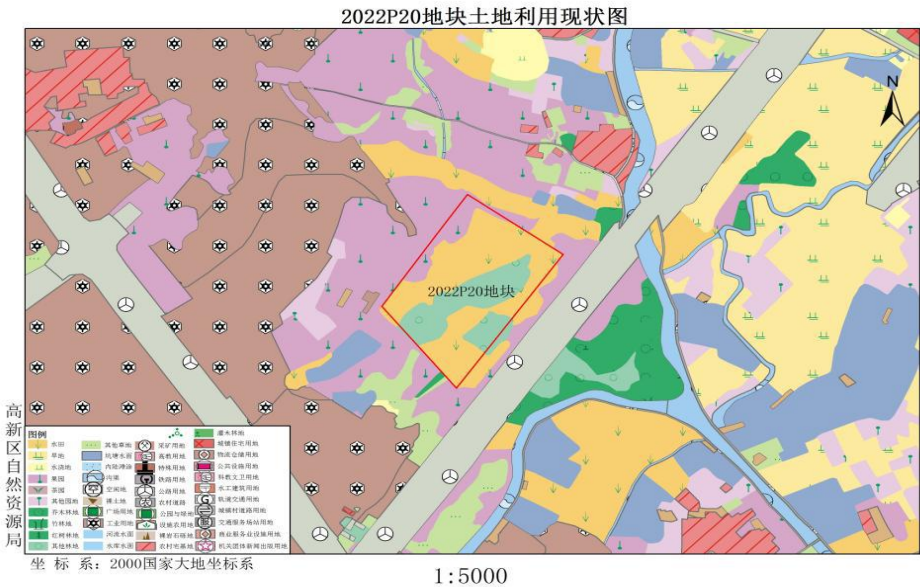 2022P20地块土地利用现状图
N
2022P20地块
高新区自然资源局
图例
水田
旱地
水浇地
果园
茶园
其他园地
乔木林地
竹林地
红树林地
其他林地
其他草地
坑塘水面
内陆滩涂
沟渠
空闲地
裸土地
广场用地
工业用地
河流水面
水库水面
采矿用地
高教用地
特殊用地
铁路用地
公路用地
农村道路
公园与绿地
设施农用地
裸岩石砾地
农村宅基地
灌木林地
城镇住宅用地
物流仓储用地
公用设施用地
科教文卫用地
水工建筑用地
轨道交通用地
城镇村道路用地
交通服务场站用地
商业服务业设施用地
机关团体新闻出版用地
坐 标 系：2000国家大地坐标系
1:5000